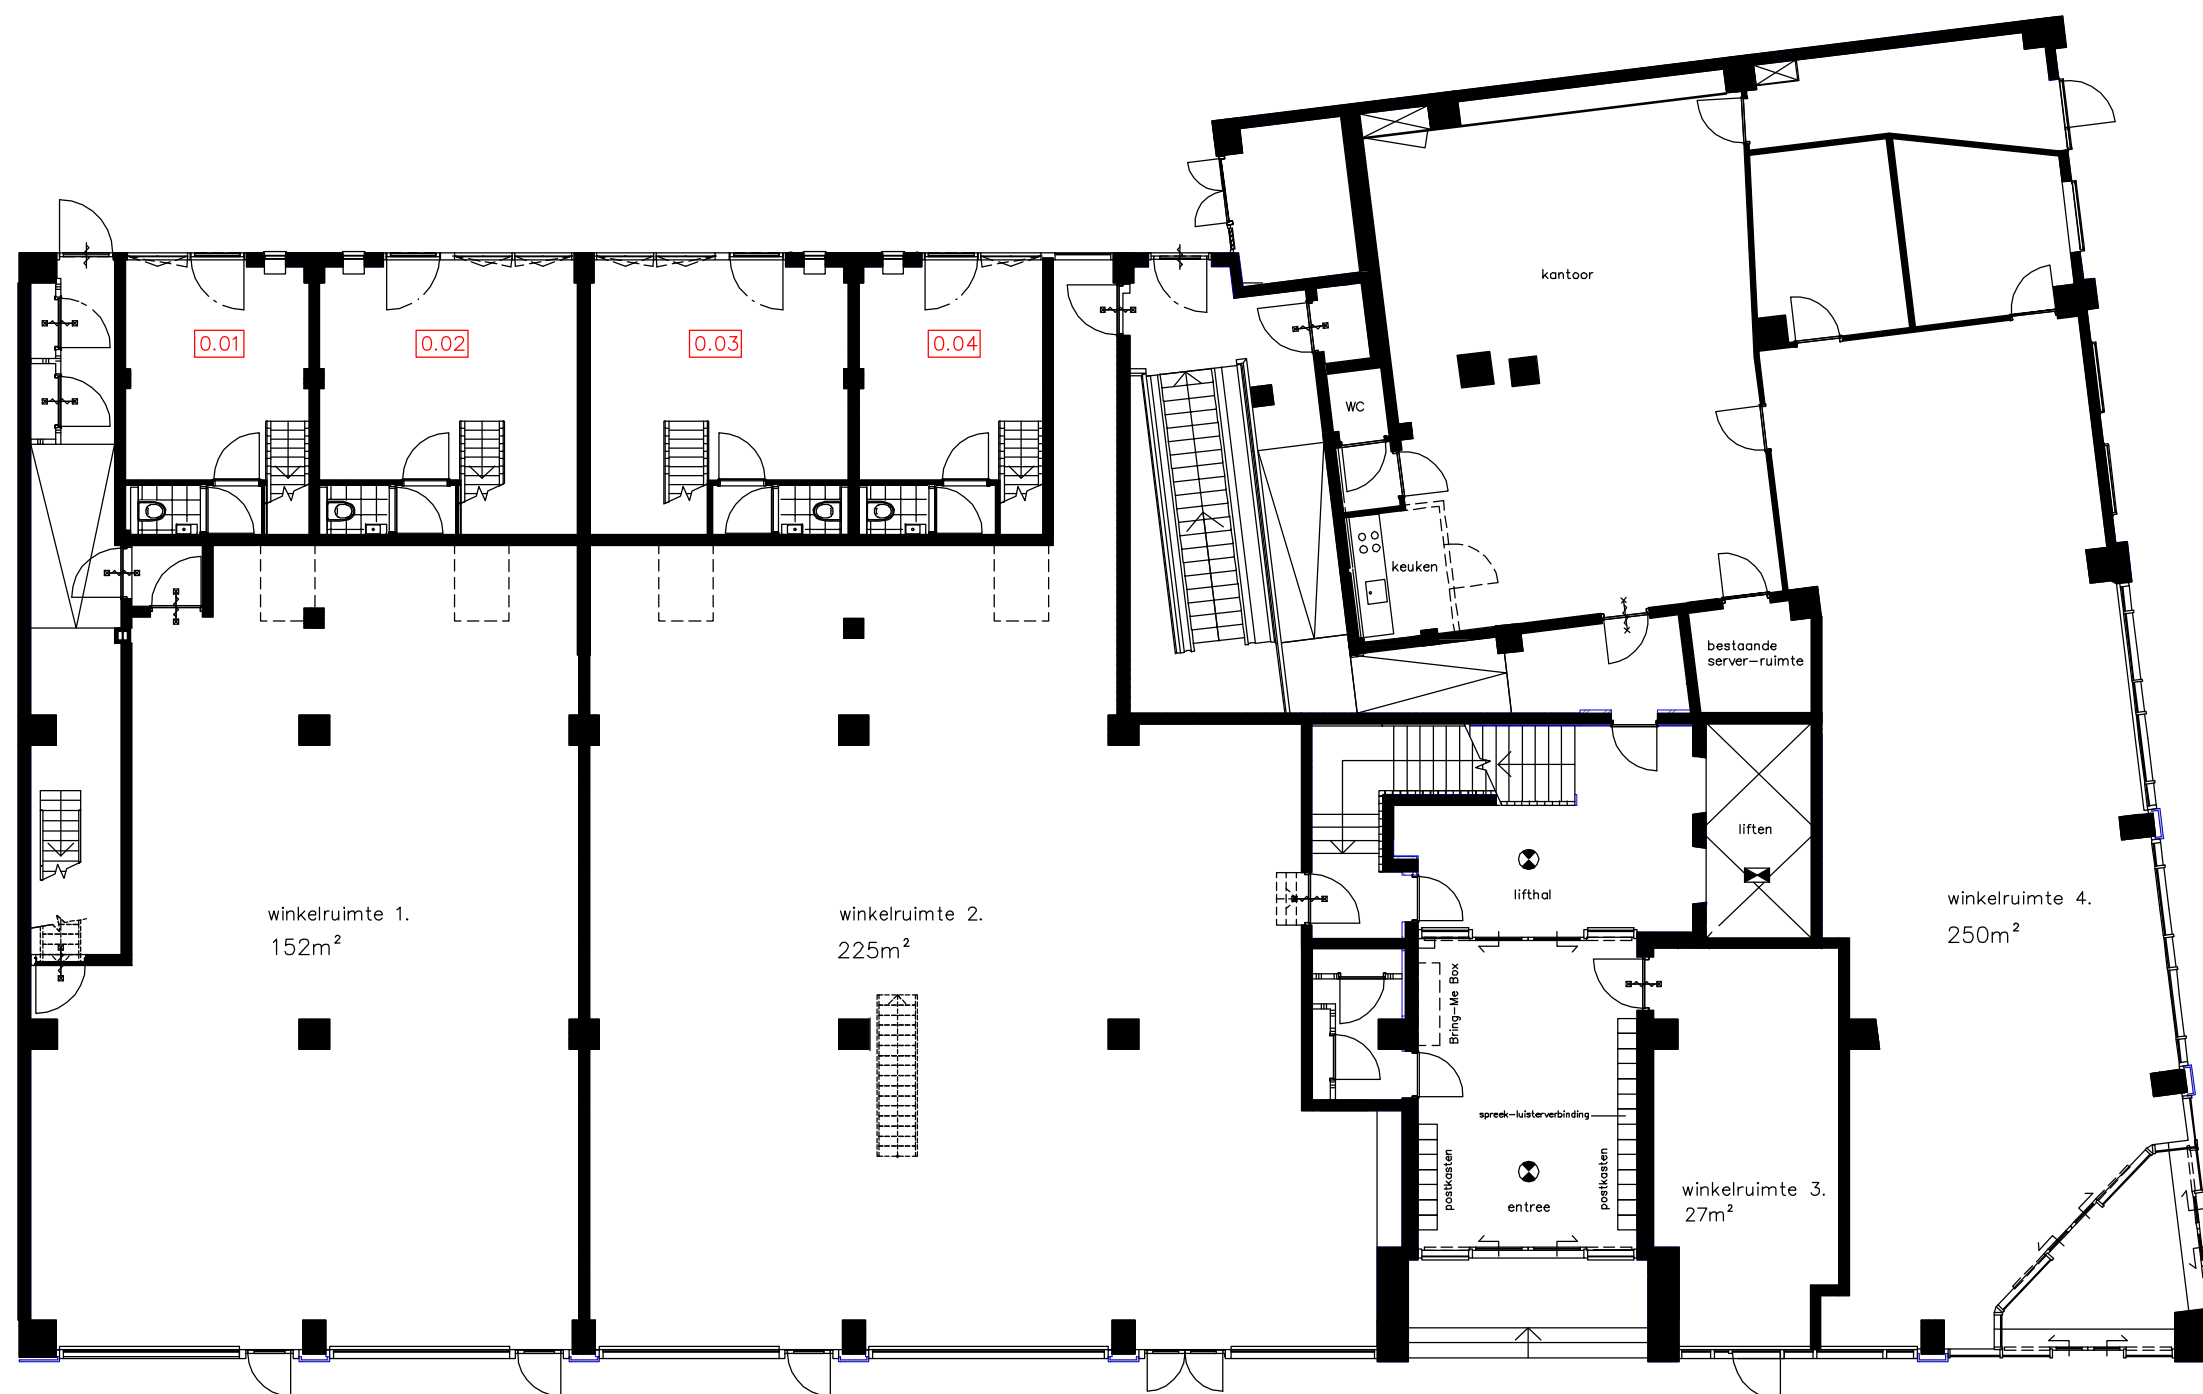 kantoor
0.01
0.02
0.03
0.04
WC
keuken
bestaande
server-ruimte
liften
lifthal
winkelruimte 1.
152m²
winkelruimte 2.
225m²
winkelruimte 4.
250m²
Bring-Me Box
spreek-luisterverbinding
postkasten
postkasten
entree
winkelruimte 3.
27m²